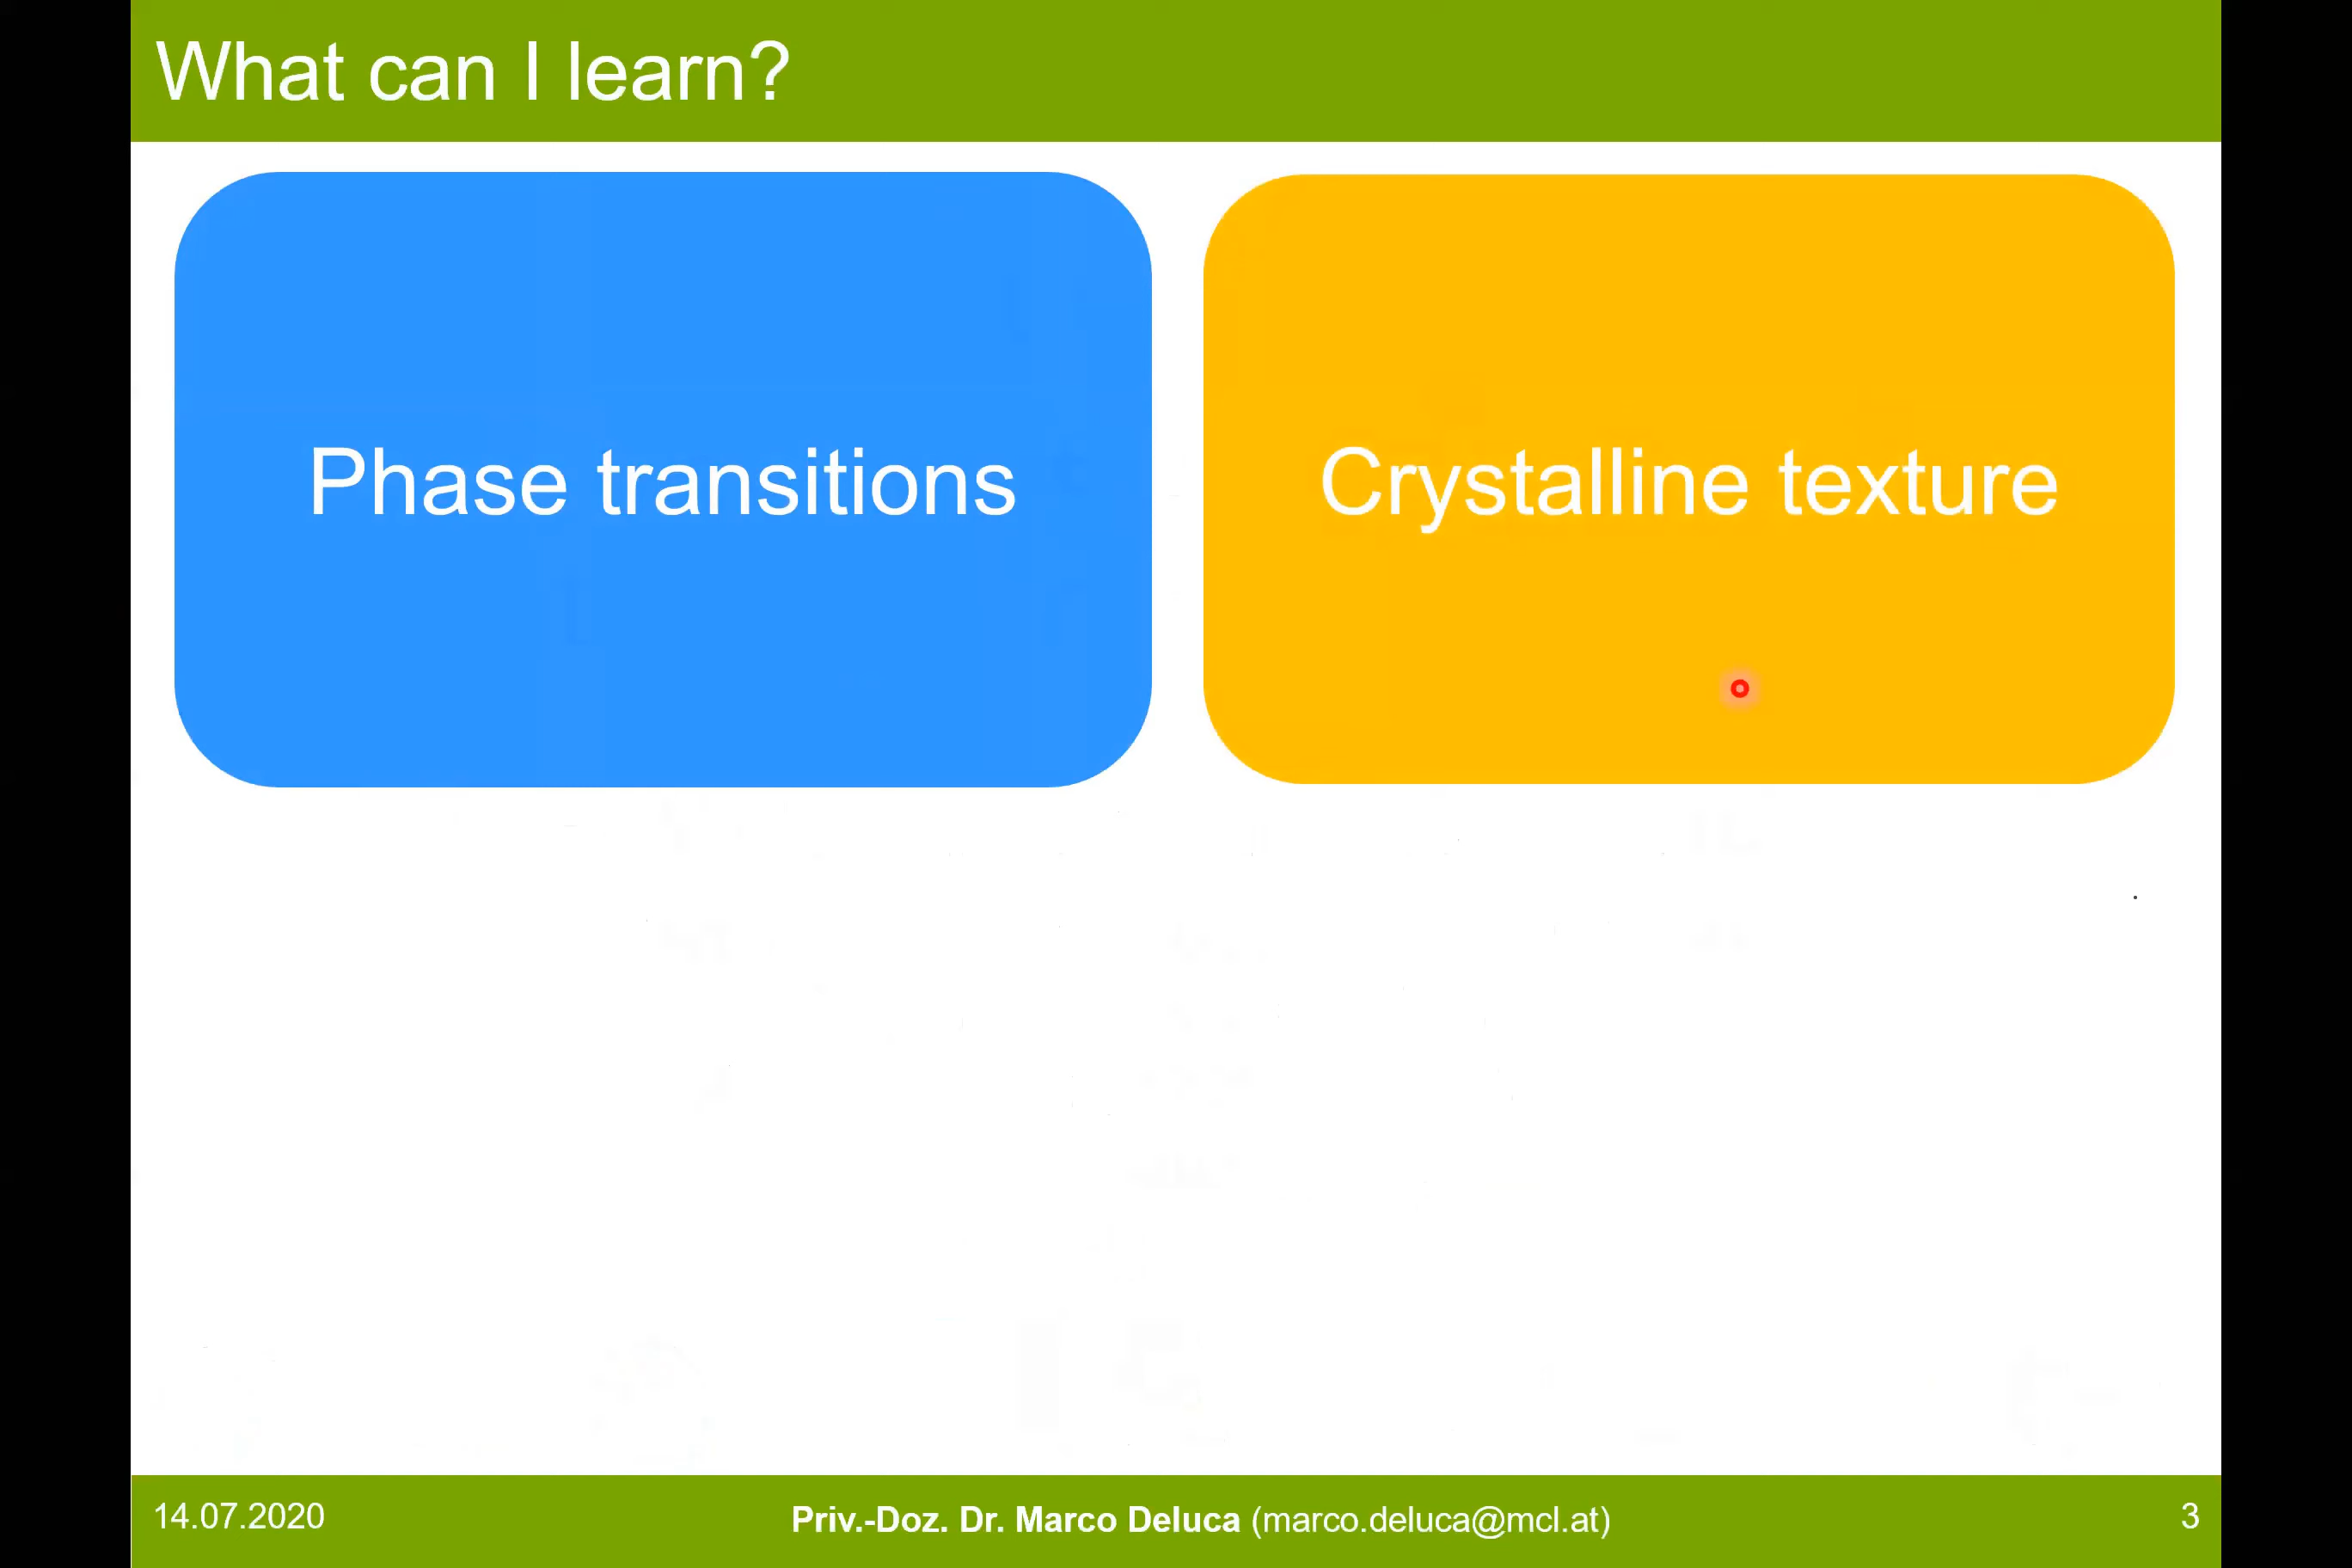 What can I learn?
Phase transitions
Crystalline texture
14.07.2020
Priv.-Doz. Dr. Marco Deluca (marco.deluca@mcl.at)
3